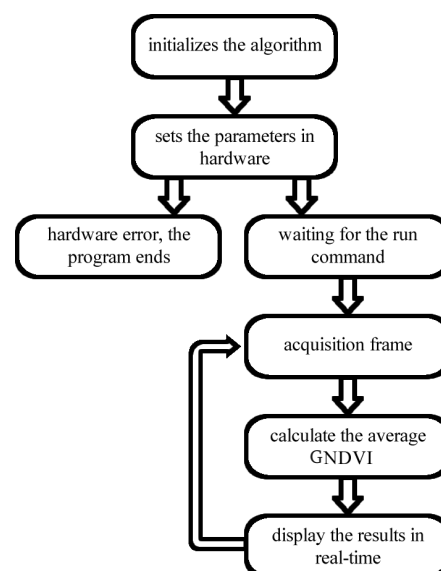 initializes the algorithm
sets the parameters in
hardware
hardware error, the
program ends
waiting for the run
command
acquisition frame
calculate the average
GNDVI
display the results in
real-time